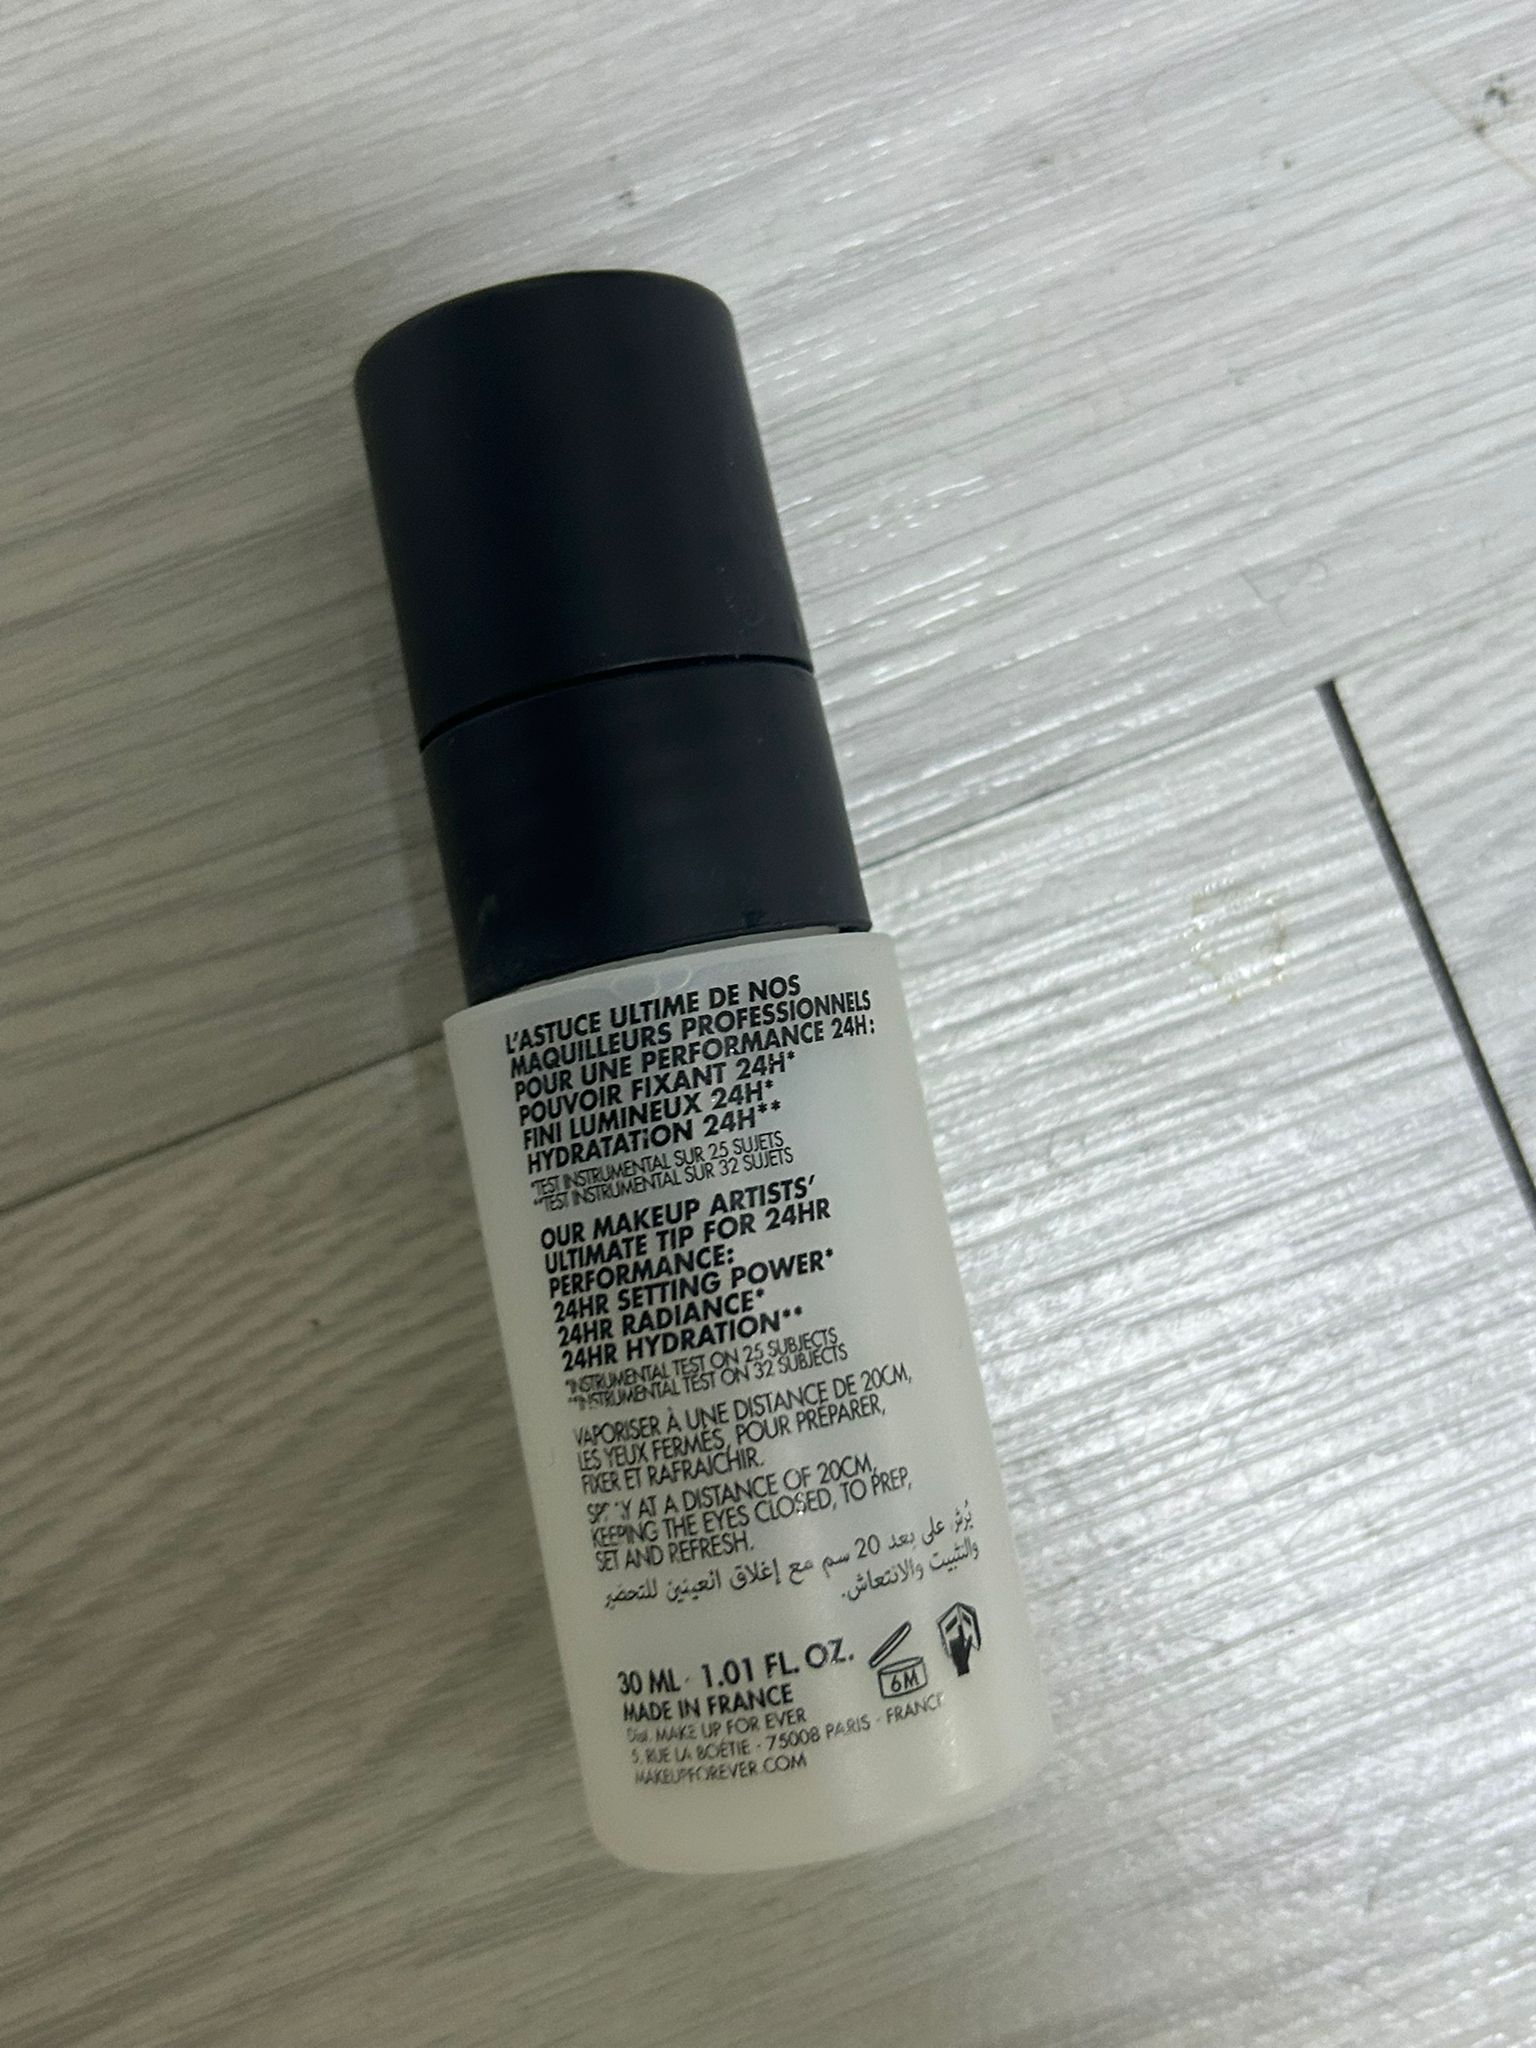 L'ASTUCE ULTIME DE NOS
MAQUILLEURS PROFESSIONNELS
POUR UNE PERFORMANCE 24H:
POUVOIR FIXANT 24H*
FINI LUMINEUX 24H*
HYDRATATION 24H**
*TEST INSTRUMENTAL SUR 25 SUJETS
**TEST INSTRUMENTAL SUR 32 SUJETS
OUR MAKEUP ARTISTS'
ULTIMATE TIP FOR 24HR
PERFORMANCE:
24HR SETTING POWER*
24HR RADIANCE*
24HR HYDRATION**
*INSTRUMENTAL TEST ON 25 SUBJECTS
**INSTRUMENTAL TEST ON 32 SUBJECTS
VAPORISER À UNE DISTANCE DE 20CM,
LES YEUX FERMÉS, POUR PRÉPARER,
FIXER ET RAFRAICHIR.
AT A DISTANCE OF 20CM,
KEEPING THE EYES CLOSED, TO PREP,
SET AND REFRESH.
يُرش على بعد 20 سم مع إغلاق العينين للتحضير
والتثبيت والانتعاش.
30 ML · 1.01 FL. OZ.
6M
MADE IN FRANCE
MAKE UP FOR EVER
5, RUE LA BOÉTIE - 75008 PARIS - FRANCE
MAKEUPFOREVER.COM